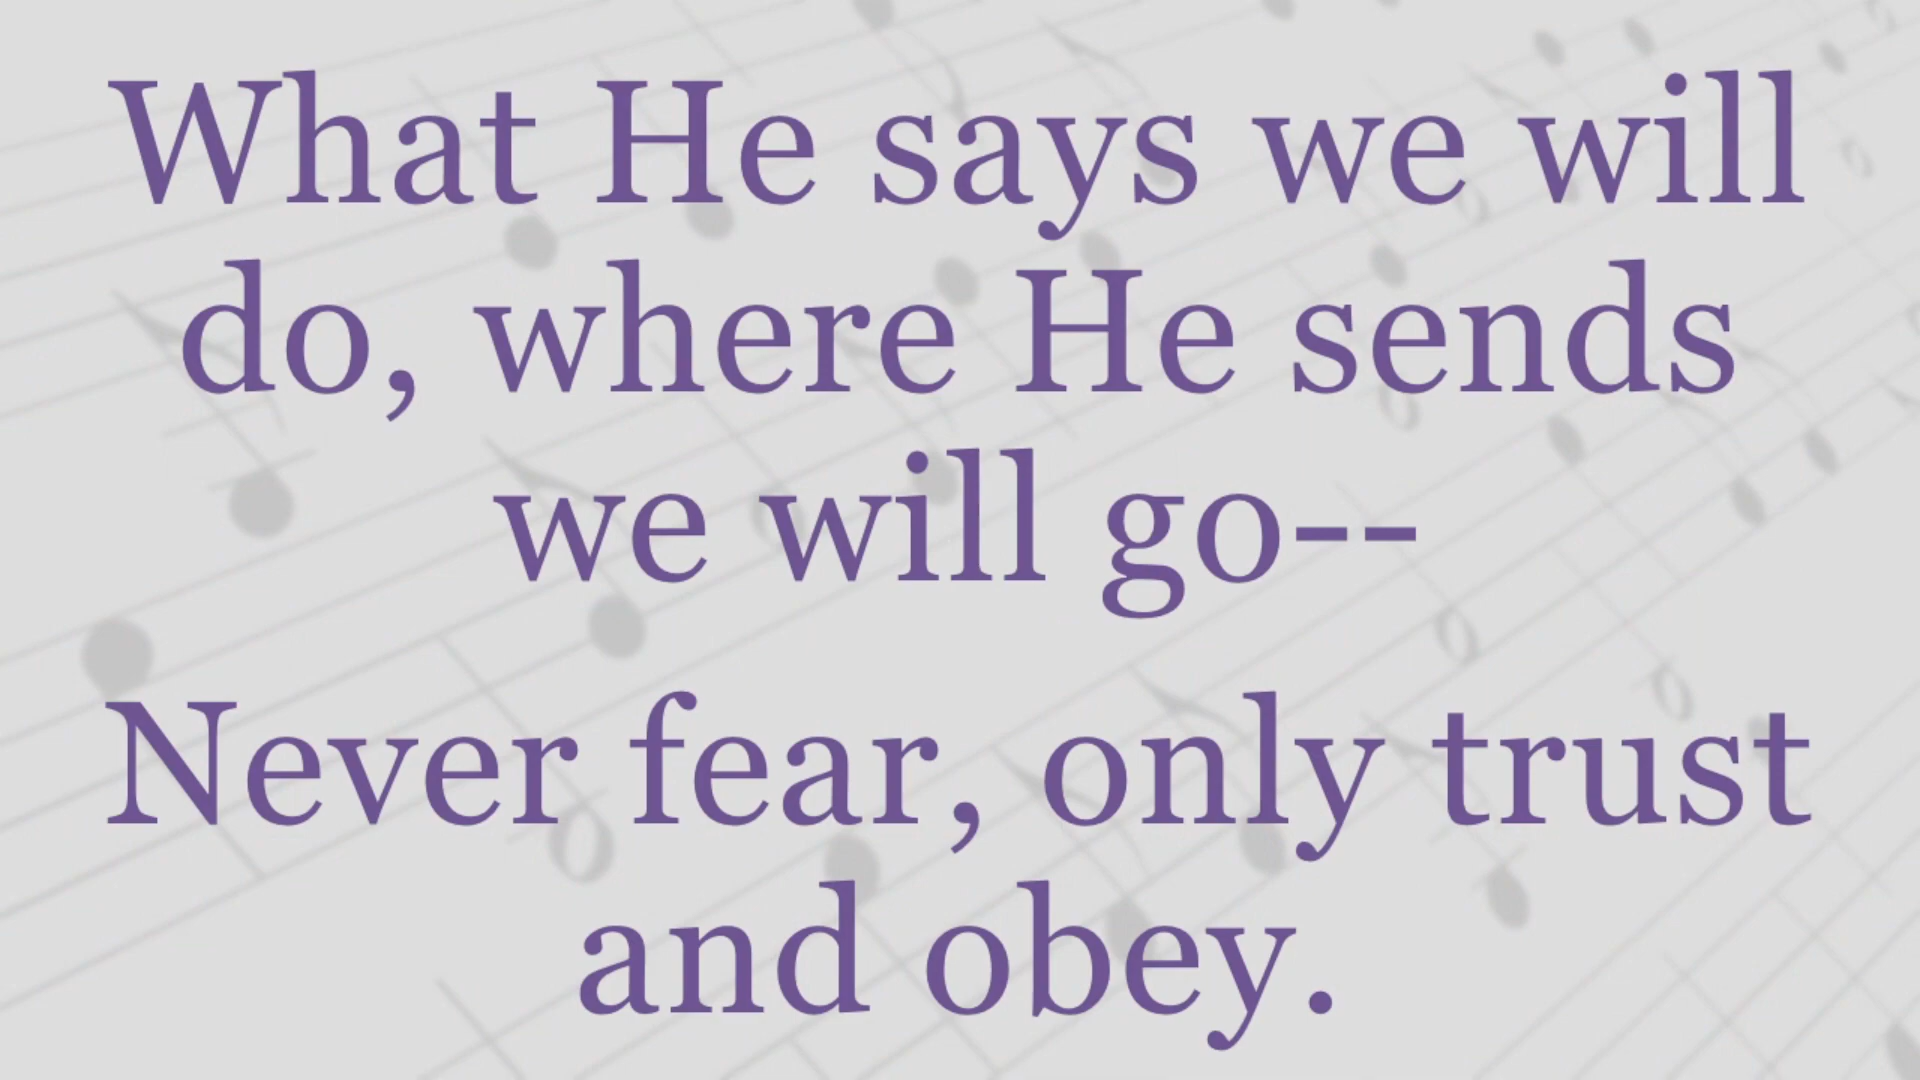 What He says we will
do, where He sends
we will go--
Never fear, only trust
and obey.